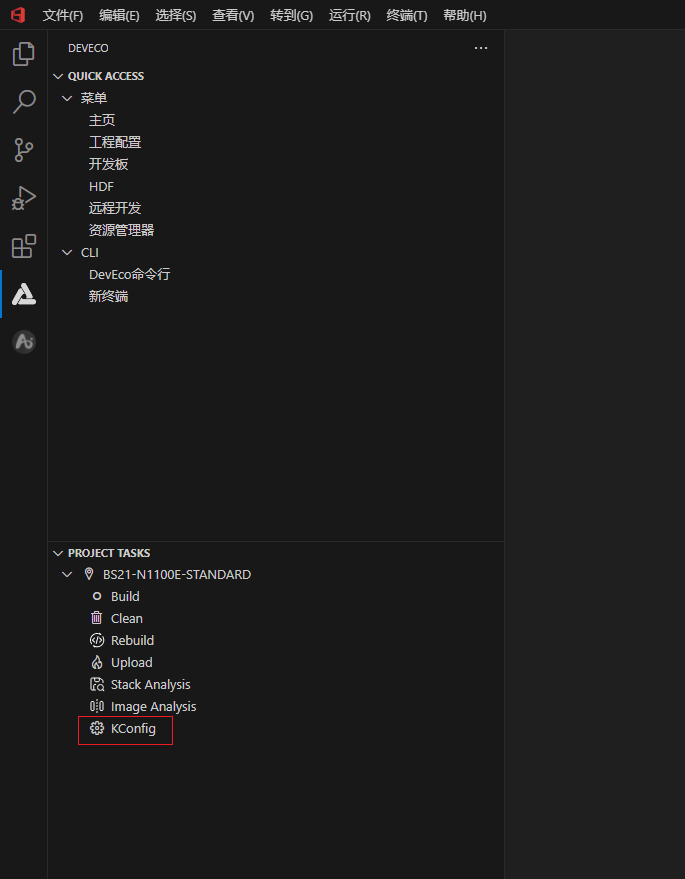 文件(F) 编辑(E) 选择(S) 查看(V) 转到(G) 运行(R) 终端(T) 帮助(H)
DEVECO
QUICK ACCESS
菜单
主页
工程配置
开发板
HDF
远程开发
资源管理器
CLI
DevEco命令行
新终端
PROJECT TASKS
BS21-N1100E-STANDARD
Build
Clean
Rebuild
Upload
Stack Analysis
Image Analysis
KConfig